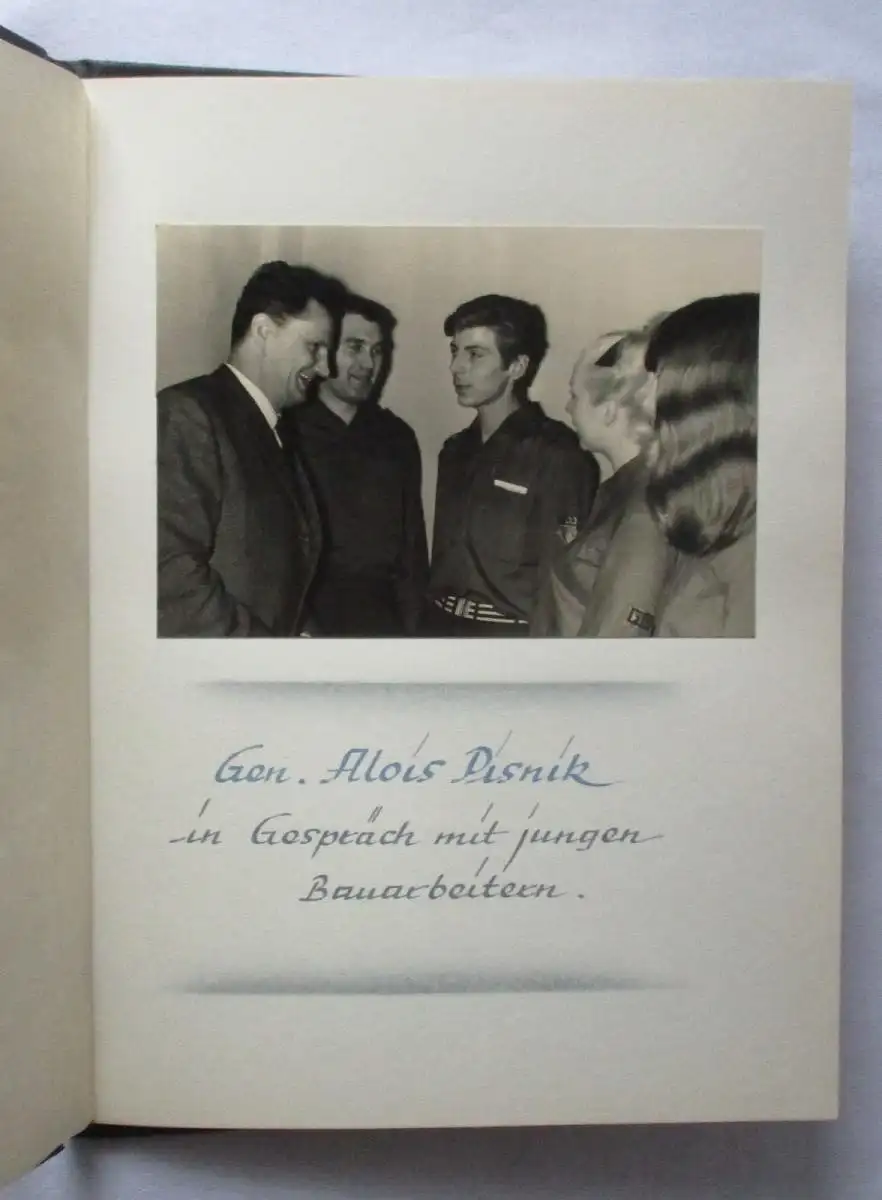 Gen. Alois Pisnik
in Gespräch mit jungen
Bauarbeitern.